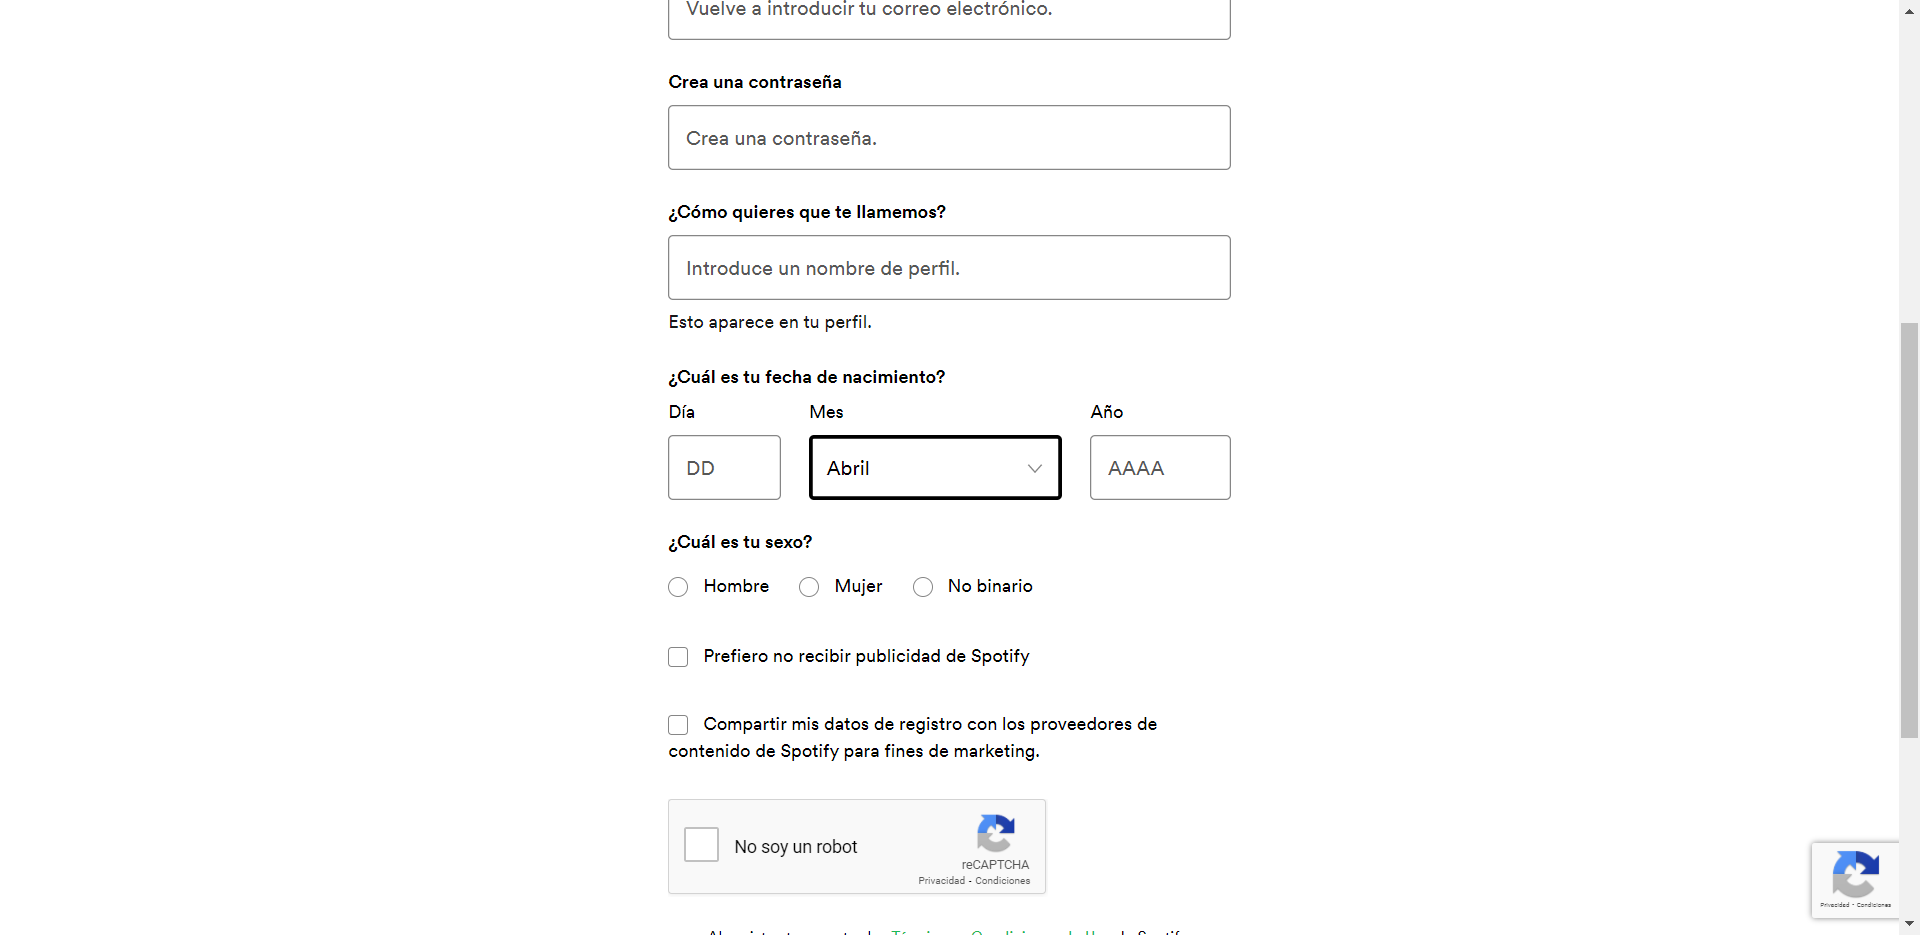 Vuelve a introducir tu correo electrónico.
Crea una contraseña
Crea una contraseña.
¿Cómo quieres que te llamemos?
Introduce un nombre de perfil.
Esto aparece en tu perfil.
¿Cuál es tu fecha de nacimiento?
Día Mes Año
DD Abril AAAA
¿Cuál es tu sexo?
Hombre Mujer No binario
Prefiero no recibir publicidad de Spotify
Compartir mis datos de registro con los proveedores de
contenido de Spotify para fines de marketing.
No soy un robot
reCAPTCHA
Privacidad - Condiciones
Privacidad - Condiciones